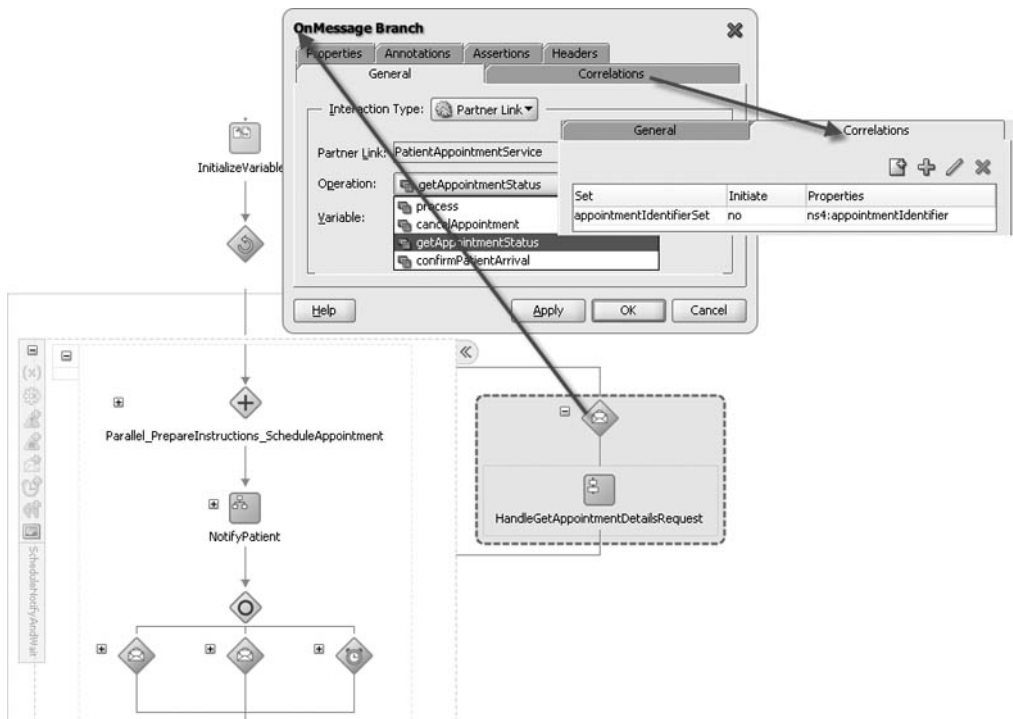 OnMessage Branch
Properties Annotations Assertions Headers
General Correlations
Interaction Type: Partner Link
General Correlations
Partner Link: PatientAppointmentService
Operation: getAppointmentStatus
Set Initiate Properties
appointmentIdentifierSet no ns4:appointmentIdentifier
Variable:
process
cancelAppointment
getAppointmentStatus
confirmPatientArrival
Help Apply OK Cancel
InitializeVariable
(x)
Parallel_PrepareInstructions_ScheduleAppointment
HandleGetAppointmentDetailsRequest
NotifyPatient
ScheduleNotifyAndWait